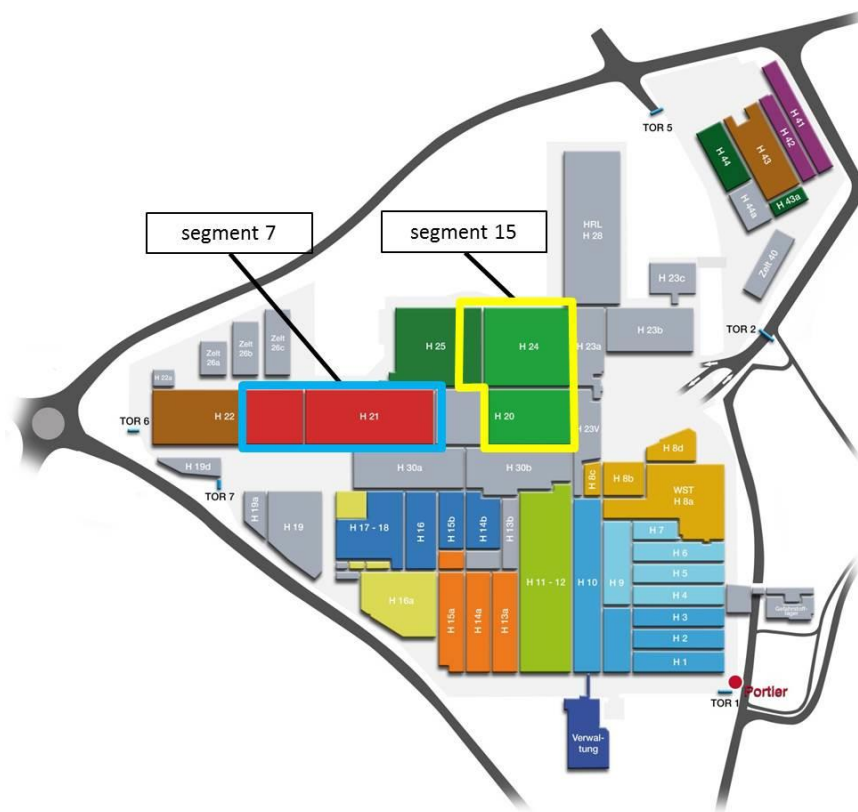 TOR 5
H 41
H 42
H 43
H 44
H 44a
H 43a
segment 7
segment 15
HRL
H 28
Zelt 40
H 23c
TOR 2
Zelt
26c
Zelt
26b
Zelt
26a
H 25
H 24
H 23a
H 23b
H 22a
TOR 6
H 22
H 21
H 20
H 23V
H 19d
TOR 7
H 30a
H 30b
H 8c
H 8b
H 8d
WST
H 8a
H 19a
H 19
H 17 - 18
H 16
H 15b
H 14b
H 13b
H 7
H 6
H 5
H 4
H 3
H 2
H 1
H 9
H 10
H 11 - 12
H 16a
H 15a
H 14a
H 13a
Gefahrstoff-
lager
Portier
TOR 1
Verwal-
tung